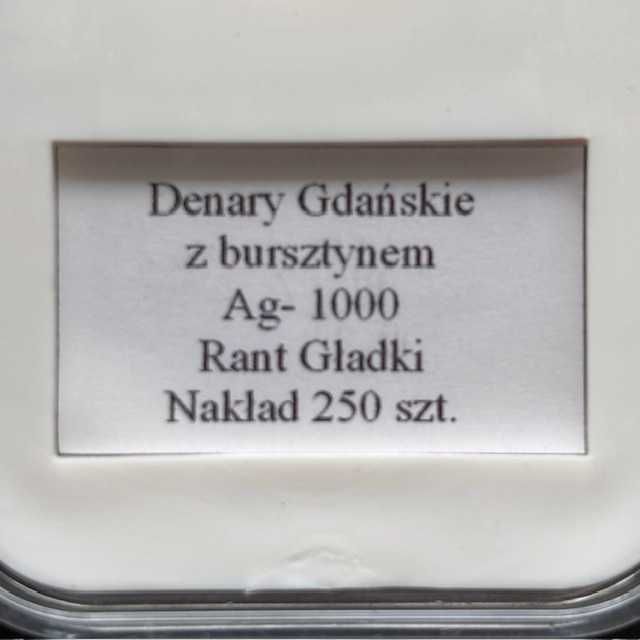 Denary Gdańskie
z bursztynem
Ag- 1000
Rant Gładki
Nakład 250 szt.